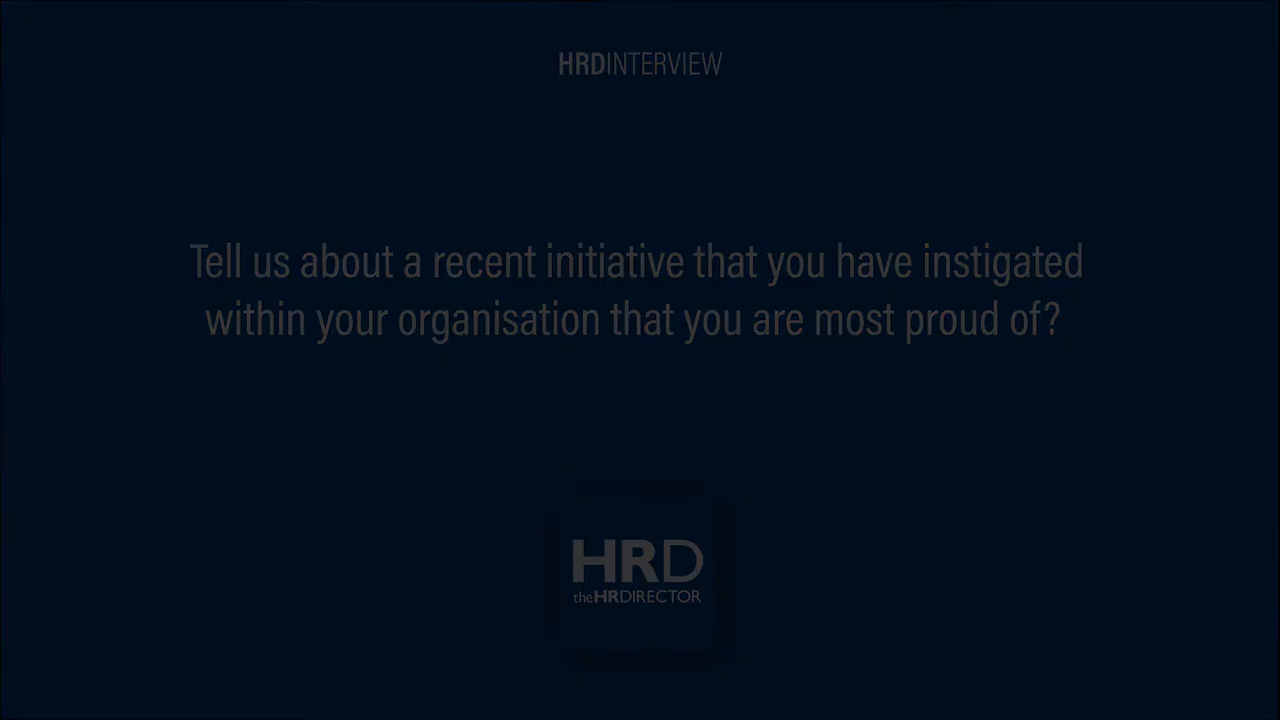 HRDINTERVIEW
Tell us about a recent initiative that you have instigated
within your organisation that you are most proud of?
HRD
theHRDIRECTOR